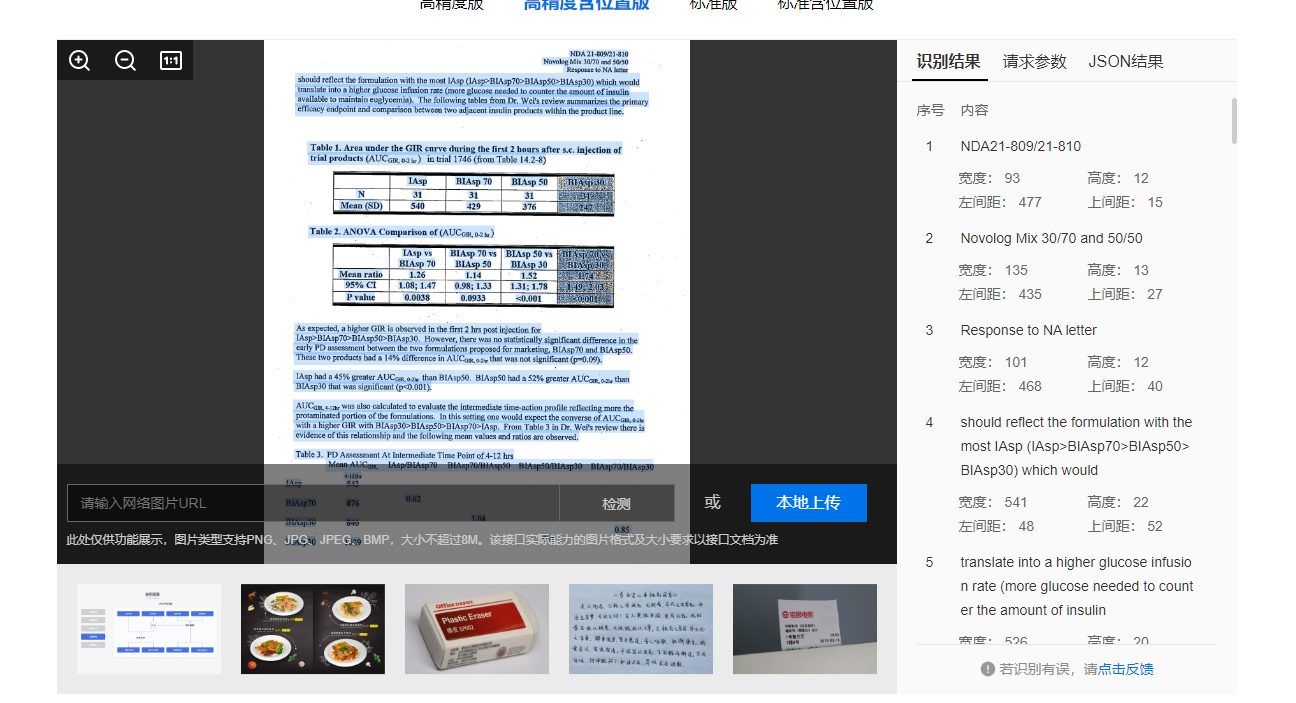 高精度版 高精度含位置版 标准版 标准含位置版
NDA 21-809/21-810
Novolog Mix 30/70 and 50/50
Response to NA letter
should reflect the formulation with the most IAsp (IAsp>BIAsp70>BIAsp50>BIAsp30) which would
translate into a higher glucose infusion rate (more glucose needed to counter the amount of insulin
available to maintain euglycemia). The following tables from Dr. Wei's review summarizes the primary
efficacy endpoint and comparison between two adjacent insulin products within the product line.
Table 1. Area under the GIR curve during the first 2 hours after s.c. injection of
trial products (AUCGIR, 0-2 hr) in trial 1746 (from Table 14.2-8)
IAsp BIAsp 70 BIAsp 50 BIAsp 30
N 31 31 31
Mean (SD) 540 429 376
Table 2. ANOVA Comparison of (AUCGIR, 0-2 hr)
IAsp vs BIAsp 70 vs BIAsp 50 vs BIAsp 70 vs
BIAsp 70 BIAsp 50 BIAsp 30 BIAsp 30
Mean ratio 1.26 1.14 1.52
95% CI 1.08; 1.47 0.98; 1.33 1.31; 1.78
P value 0.0038 0.0933 <0.001 <0.001
As expected, a higher GIR is observed in the first 2 hrs post injection for
IAsp>BIAsp70>BIAsp50>BIAsp30. However, there was no statistically significant difference in the
early PD assessment between the two formulations proposed for marketing, BIAsp70 and BIAsp50.
These two products had a 14% difference in AUCGIR, 0-2hr that was not significant (p=0.09).
IAsp had a 45% greater AUCGIR, 0-2hr than BIAsp50. BIAsp50 had a 52% greater AUCGIR, 0-2hr than
BIAsp30 that was significant (p<0.001).
AUCGIR, 4-12hr was also calculated to evaluate the intermediate time-action profile reflecting more the
protaminated portion of the formulations. In this setting one would expect the converse of AUCGIR, 0-2hr
with a higher GIR with BIAsp30>BIAsp50>BIAsp70>IAsp. From Table 3 in Dr. Wei's review there is
evidence of this relationship and the following mean values and ratios are observed.
Table 3. PD Assessment At Intermediate Time Point of 4-12 hrs
Mean AUCGIR, IAsp/BIAsp70 BIAsp70/BIAsp50 BIAsp50/BIAsp30 BIAsp70/BIAsp30
4-12hr
IAsp 542
0.62
BIAsp70 876
1.04
BIAsp50
0.85
请输入网络图片URL 检测 或 本地上传
此处仅供功能展示，图片类型支持PNG、JPG、JPEG、BMP，大小不超过8M。该接口实际能力的图片格式及大小要求以接口文档为准
Office DEPOT
Plastic Eraser
识别结果 请求参数 JSON结果
序号 内容
1 NDA21-809/21-810
宽度： 93 高度： 12
左间距： 477 上间距： 15
2 Novolog Mix 30/70 and 50/50
宽度： 135 高度： 13
左间距： 435 上间距： 27
3 Response to NA letter
宽度： 101 高度： 12
左间距： 468 上间距： 40
4 should reflect the formulation with the
most IAsp (IAsp>BIAsp70>BIAsp50>
BIAsp30) which would
宽度： 541 高度： 22
左间距： 48 上间距： 52
5 translate into a higher glucose infusio
n rate (more glucose needed to count
er the amount of insulin
宽度： 526 高度： 20
若识别有误，请点击反馈